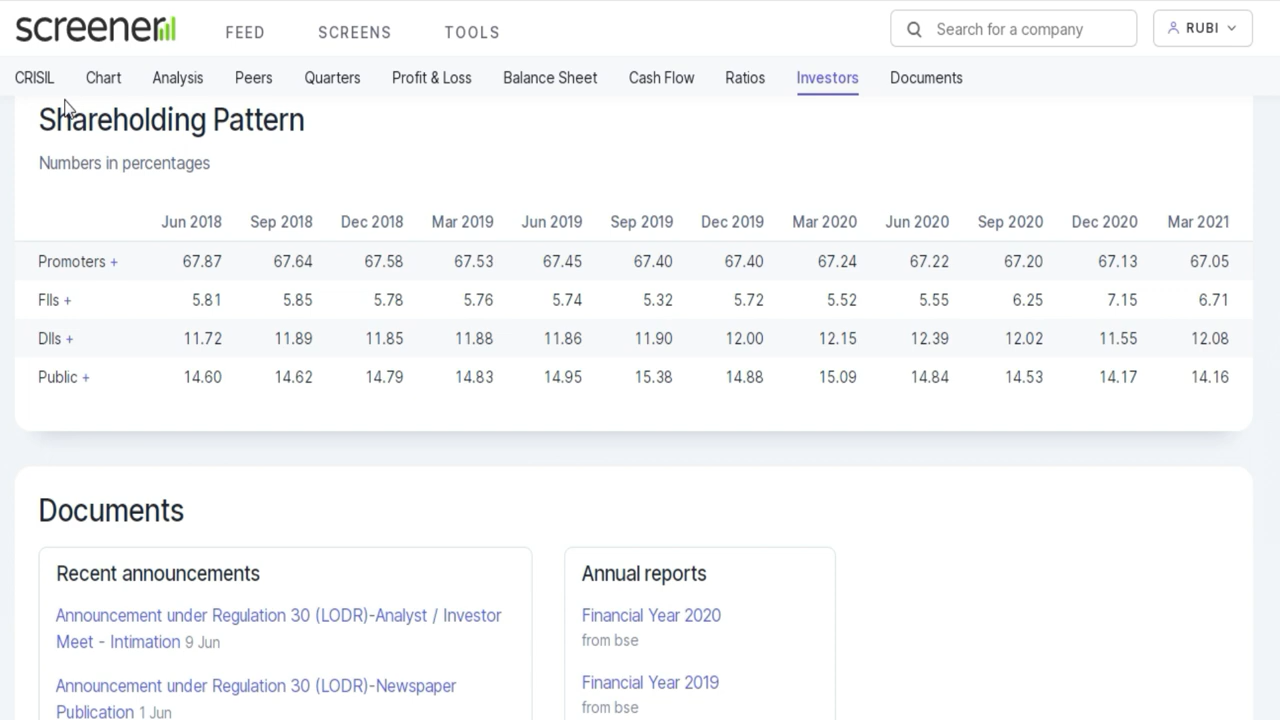 screener
FEED SCREENS TOOLS
Search for a company
RUBI
CRISIL Chart Analysis Peers Quarters Profit & Loss Balance Sheet Cash Flow Ratios Investors Documents
Shareholding Pattern
Numbers in percentages
Jun 2018 Sep 2018 Dec 2018 Mar 2019 Jun 2019 Sep 2019 Dec 2019 Mar 2020 Jun 2020 Sep 2020 Dec 2020 Mar 2021
Promoters + 67.87 67.64 67.58 67.53 67.45 67.40 67.40 67.24 67.22 67.20 67.13 67.05
FIIs + 5.81 5.85 5.78 5.76 5.74 5.32 5.72 5.52 5.55 6.25 7.15 6.71
DIIs + 11.72 11.89 11.85 11.88 11.86 11.90 12.00 12.15 12.39 12.02 11.55 12.08
Public + 14.60 14.62 14.79 14.83 14.95 15.38 14.88 15.09 14.84 14.53 14.17 14.16
Documents
Recent announcements
Announcement under Regulation 30 (LODR)-Analyst / Investor
Meet - Intimation 9 Jun
Announcement under Regulation 30 (LODR)-Newspaper
Publication 1 Jun
Annual reports
Financial Year 2020
from bse
Financial Year 2019
from bse